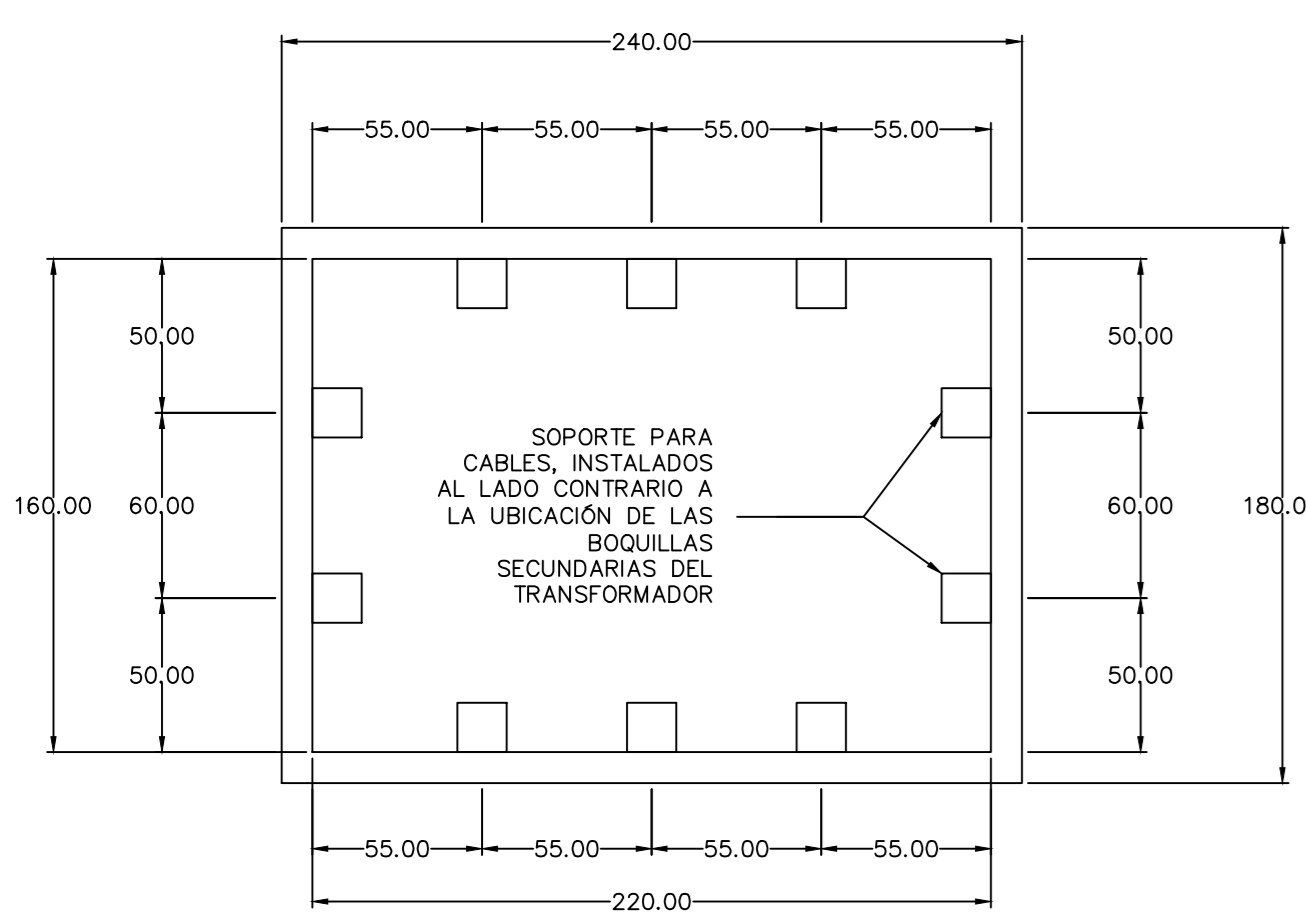 240.00
55.00 55.00 55.00 55.00
50.00 50.00
SOPORTE PARA
CABLES, INSTALADOS
AL LADO CONTRARIO A
160.00 60.00 60.00 180.0
LA UBICACIÓN DE LAS
BOQUILLAS
SECUNDARIAS DEL
TRANSFORMADOR
50.00 50.00
55.00 55.00 55.00 55.00
220.00